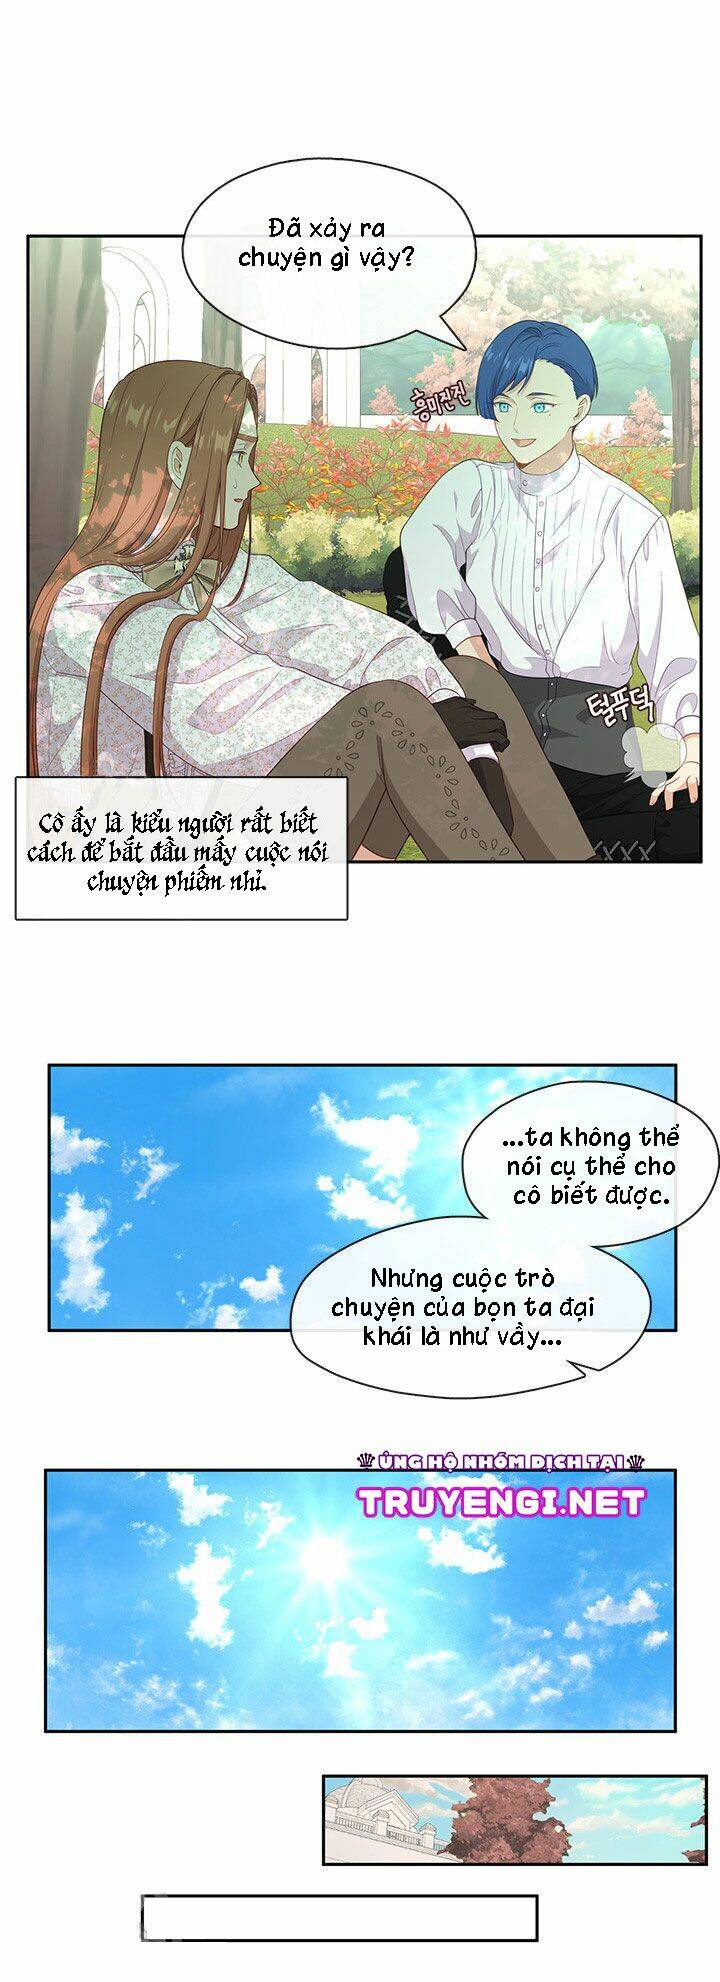 Đã xảy ra
chuyện gì vậy?
흥미진진
털푸덕
Cô ấy là kiểu người rất biết
cách để bắt đầu mấy cuộc nói
chuyện phiếm nhỉ.
...ta không thể
nói cụ thể cho
cô biết được.
Nhưng cuộc trò
chuyện của bọn ta đại
khái là như vầy...
ỦNG HỘ NHÓM DỊCH TẠI
TRUYENGI.NET